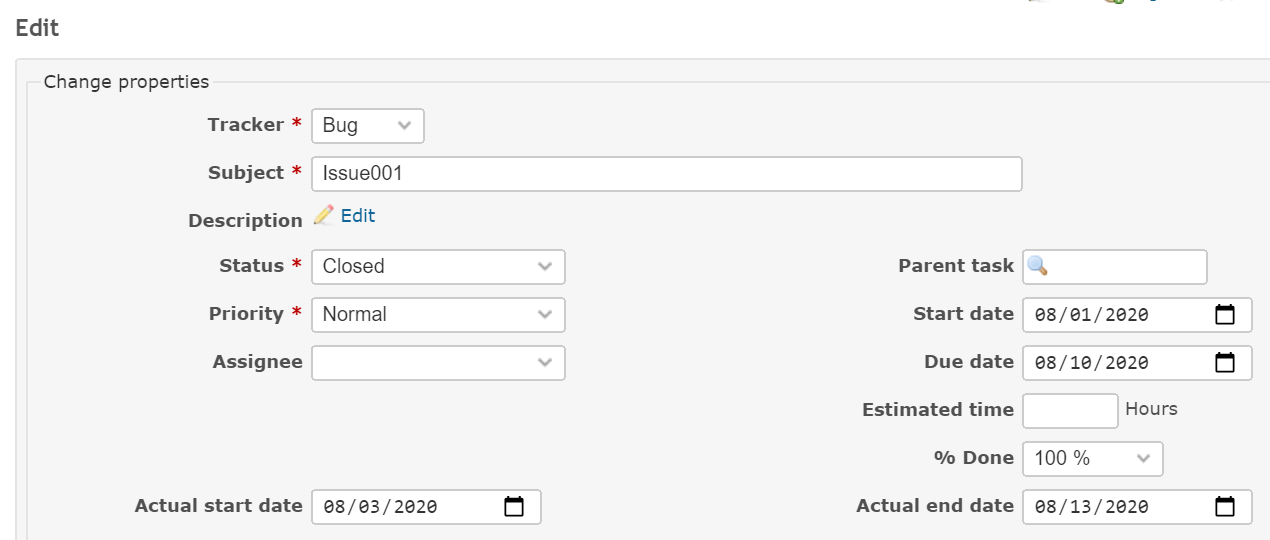 Edit
Change properties
Tracker * Bug
Subject * Issue001
Description Edit
Status * Closed Parent task
Priority * Normal Start date 08/01/2020
Assignee Due date 08/10/2020
Estimated time Hours
% Done 100 %
Actual start date 08/03/2020 Actual end date 08/13/2020